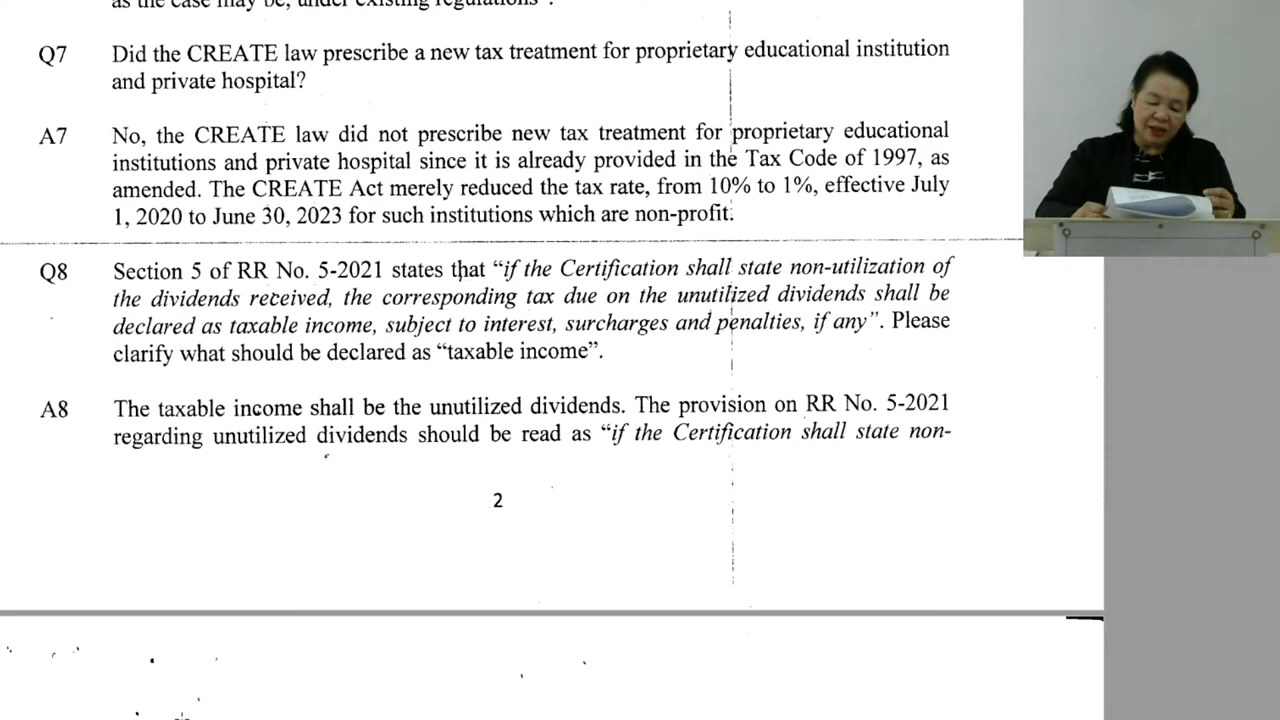 as the case may be, under existing regulations".
Q7 Did the CREATE law prescribe a new tax treatment for proprietary educational institution
and private hospital?
A7 No, the CREATE law did not prescribe new tax treatment for proprietary educational
institutions and private hospital since it is already provided in the Tax Code of 1997, as
amended. The CREATE Act merely reduced the tax rate, from 10% to 1%, effective July
1, 2020 to June 30, 2023 for such institutions which are non-profit.
Q8 Section 5 of RR No. 5-2021 states that "if the Certification shall state non-utilization of
the dividends received, the corresponding tax due on the unutilized dividends shall be
declared as taxable income, subject to interest, surcharges and penalties, if any". Please
clarify what should be declared as "taxable income".
A8 The taxable income shall be the unutilized dividends. The provision on RR No. 5-2021
regarding unutilized dividends should be read as "if the Certification shall state non-
2